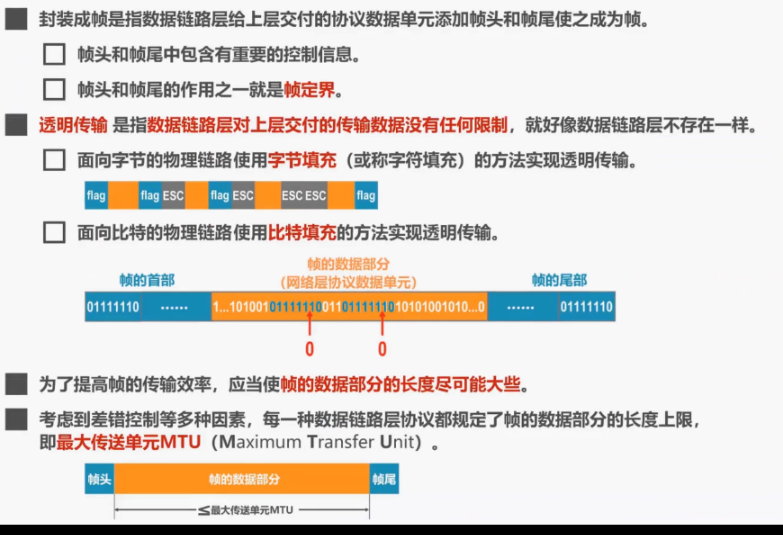 封装成帧是指数据链路层给上层交付的协议数据单元添加帧头和帧尾使之成为帧。
帧头和帧尾中包含有重要的控制信息。
帧头和帧尾的作用之一就是帧定界。
透明传输 是指数据链路层对上层交付的传输数据没有任何限制，就好像数据链路层不存在一样。
面向字节的物理链路使用字节填充（或称字符填充）的方法实现透明传输。
flag flag ESC flag ESC ESC ESC flag
面向比特的物理链路使用比特填充的方法实现透明传输。
帧的数据部分
帧的首部 （网络层协议数据单元） 帧的尾部
01111110 …… 1...101001011111100110111111010101001010...0 …… 01111110
0 0
为了提高帧的传输效率，应当使帧的数据部分的长度尽可能大些。
考虑到差错控制等多种因素，每一种数据链路层协议都规定了帧的数据部分的长度上限，
即最大传送单元MTU（Maximum Transfer Unit）。
帧头 帧的数据部分 帧尾
≤最大传送单元MTU